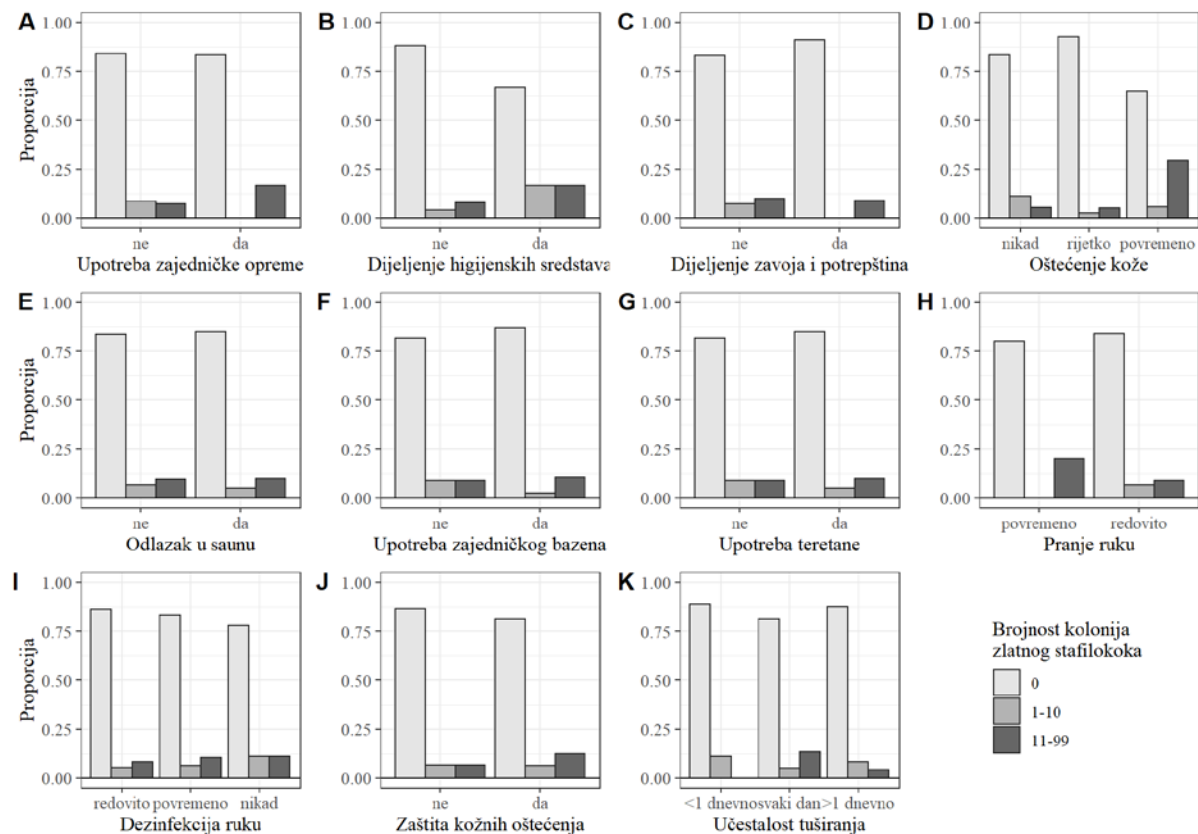 A
B
C
D
Proporcija
1.00
0.75
0.50
0.25
0.00
ne da
Upotreba zajedničke opreme
1.00
0.75
0.50
0.25
0.00
ne da
Dijeljenje higijenskih sredstava
1.00
0.75
0.50
0.25
0.00
ne da
Dijeljenje zavoja i potrepština
1.00
0.75
0.50
0.25
0.00
nikad rijetko povremeno
Oštećenje kože
E
F
G
H
Proporcija
1.00
0.75
0.50
0.25
0.00
ne da
Odlazak u saunu
1.00
0.75
0.50
0.25
0.00
ne da
Upotreba zajedničkog bazena
1.00
0.75
0.50
0.25
0.00
ne da
Upotreba teretane
1.00
0.75
0.50
0.25
0.00
povremeno redovito
Pranje ruku
I
J
K
Proporcija
1.00
0.75
0.50
0.25
0.00
redovito povremeno nikad
Dezinfekcija ruku
1.00
0.75
0.50
0.25
0.00
ne da
Zaštita kožnih oštećenja
1.00
0.75
0.50
0.25
0.00
<1 dnevno svaki dan >1 dnevno
Učestalost tuširanja
Brojnost kolonija
zlatnog stafilokoka
0
1-10
11-99